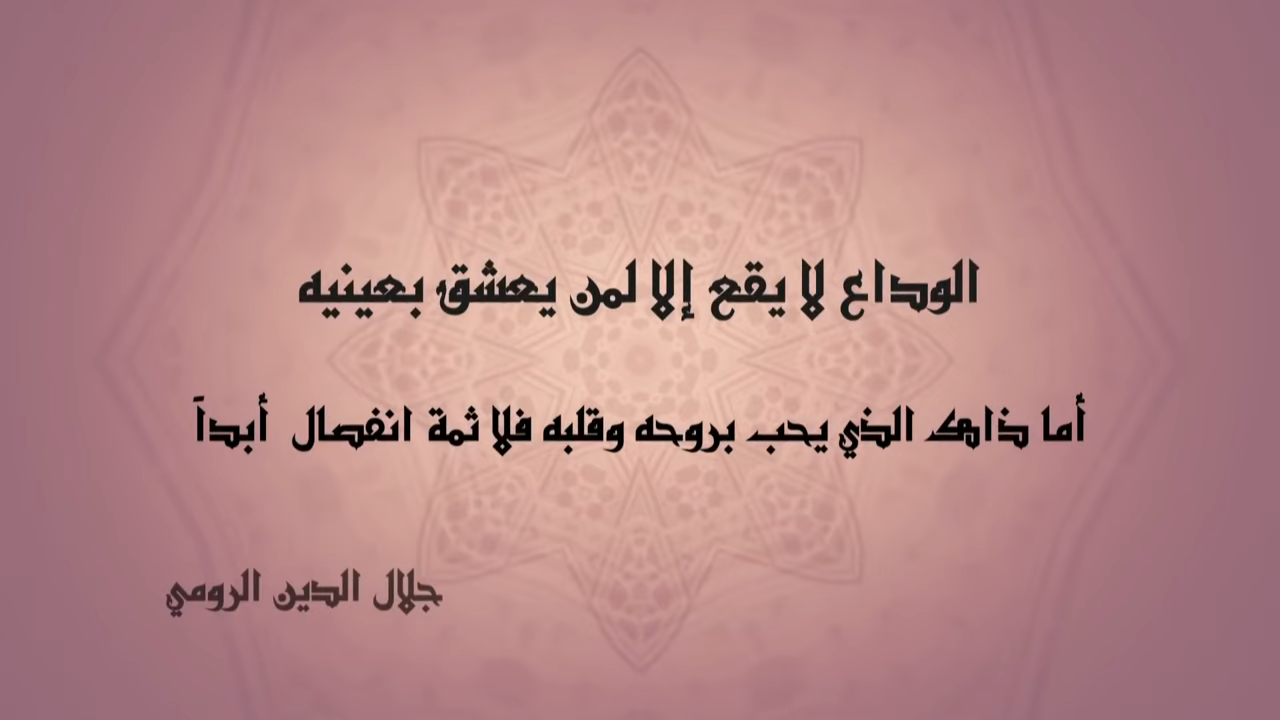 الوداع لا يقع إلا لمن يعشق بعينيه
أما ذاك الذي يحب بروحه وقلبه فلا ثمة انفصال أبداَ
جلال الدين الرومي